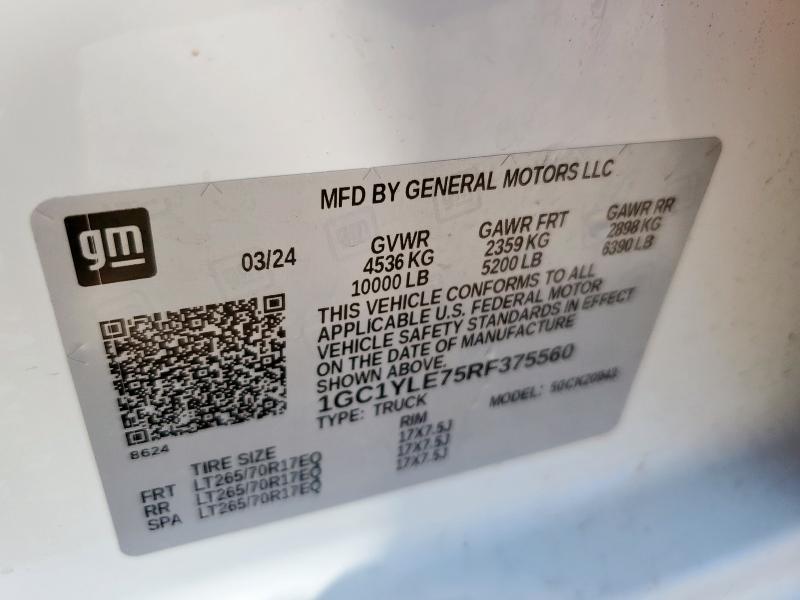 MFD BY GENERAL MOTORS LLC
gm
03/24
GVWR
4536 KG
10000 LB
GAWR FRT
2359 KG
5200 LB
GAWR RR
2898 KG
6390 LB
THIS VEHICLE CONFORMS TO ALL
APPLICABLE U.S. FEDERAL MOTOR
VEHICLE SAFETY STANDARDS IN EFFECT
ON THE DATE OF MANUFACTURE
SHOWN ABOVE.
1GC1YLE75RF375560
TYPE: TRUCK
MODEL:
8624
TIRE SIZE
RIM
FRT LT265/70R17EQ 17X7.5J
RR LT265/70R17EQ 17X7.5J
SPA LT265/70R17EQ 17X7.5J